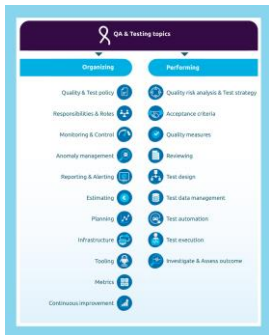 QA & Testing topics
Organizing
Performing
Quality & Test policy
Responsibilities & Roles
Monitoring & Control
Anomaly management
Reporting & Alerting
Estimating
Planning
Infrastructure
Tooling
Metrics
Continuous improvement
Quality risk analysis & Test strategy
Acceptance criteria
Quality measures
Reviewing
Test design
Test data management
Test automation
Test execution
Investigate & Assess outcome